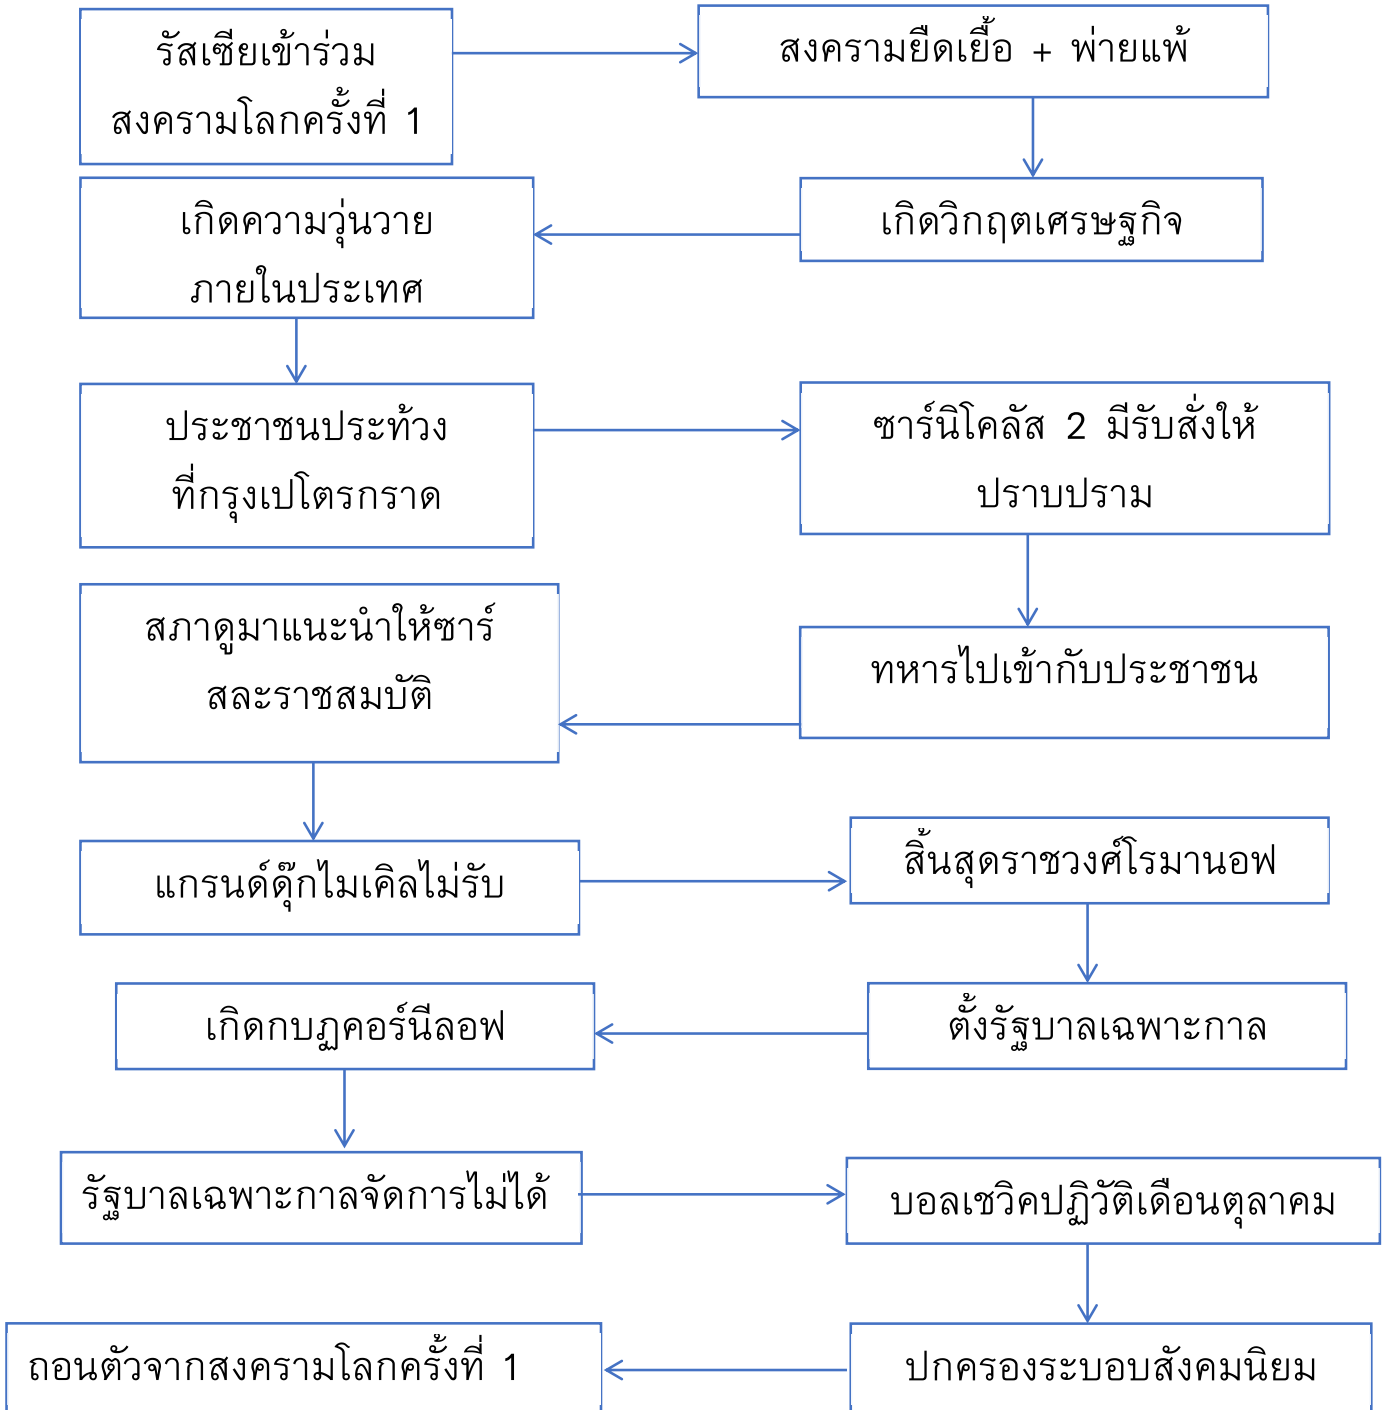 รัสเซียเข้าร่วม
สงครามโลกครั้งที่ 1
สงครามยืดเยื้อ + พ่ายแพ้
เกิดวิกฤตเศรษฐกิจ
เกิดความวุ่นวาย
ภายในประเทศ
ประชาชนประท้วง
ที่กรุงเปโตรกราด
ซาร์นิโคลัส 2 มีรับสั่งให้
ปราบปราม
ทหารไปเข้ากับประชาชน
สภาดูมาแนะนำให้ซาร์
สละราชสมบัติ
แกรนด์ดุ๊กไมเคิลไม่รับ
สิ้นสุดราชวงศ์โรมานอฟ
ตั้งรัฐบาลเฉพาะกาล
เกิดกบฏคอร์นีลอฟ
รัฐบาลเฉพาะกาลจัดการไม่ได้
บอลเชวิคปฏิวัติเดือนตุลาคม
ปกครองระบอบสังคมนิยม
ถอนตัวจากสงครามโลกครั้งที่ 1